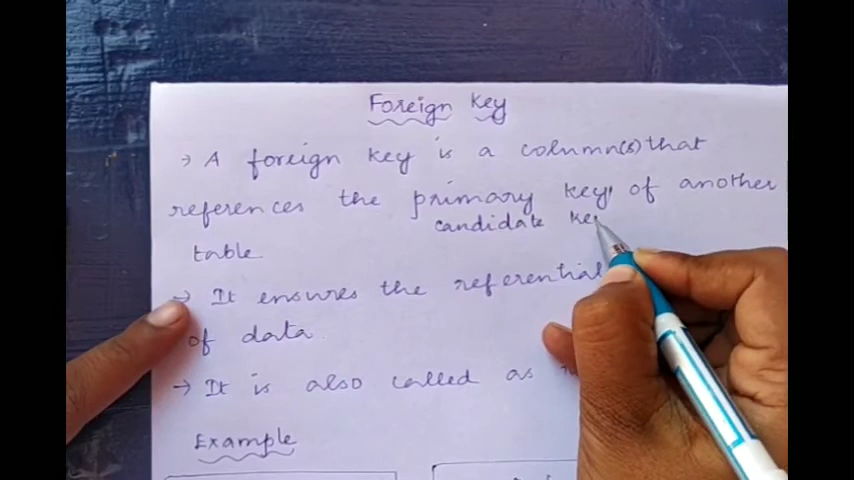 Foreign Key
→ A foreign key is a column(s) that
references the primary key/ of another
candidate ke
table.
→ It ensures the referential
of data.
→ It is also called as
Example